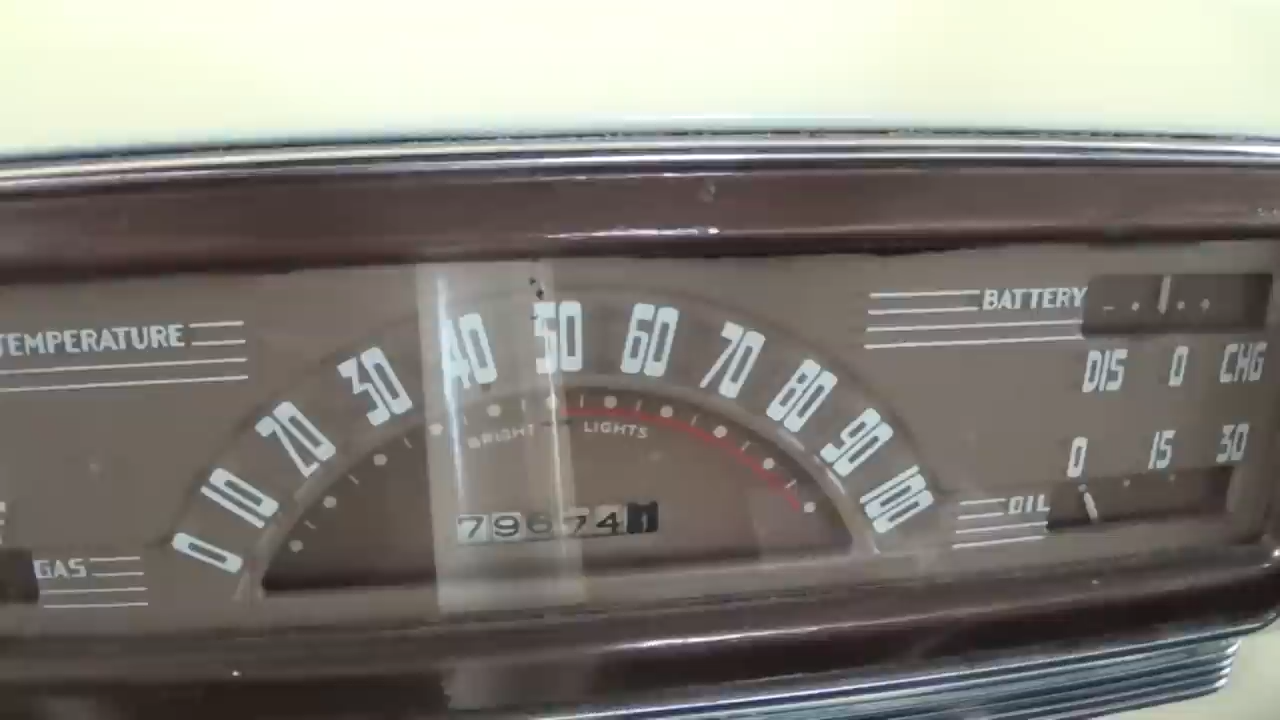 TEMPERATURE
GAS
0 10 20 30 40 50 60 70 80 90 100
BRIGHT LIGHTS
79674
BATTERY
DIS 0 CHG
0 15 30
OIL